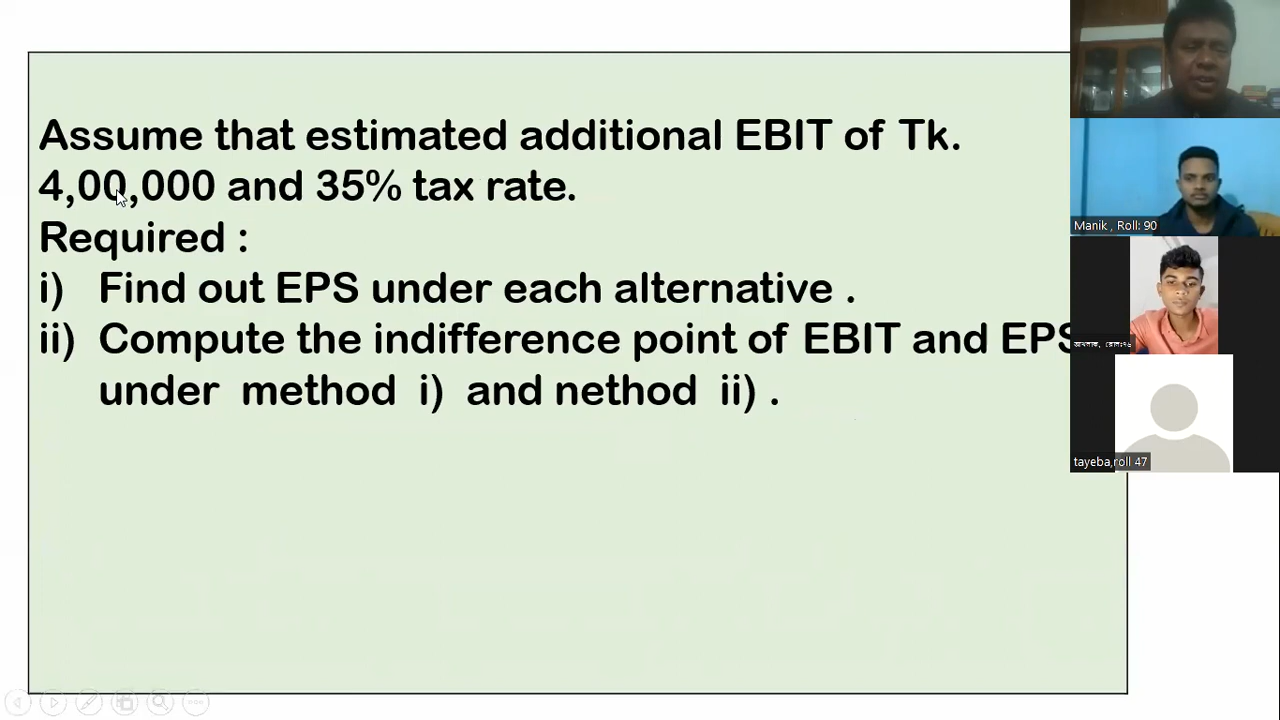 Assume that estimated additional EBIT of Tk.
4,00,000 and 35% tax rate.
Required :
i) Find out EPS under each alternative .
ii) Compute the indifference point of EBIT and EPS
under method i) and nethod ii) .
Manik , Roll: 90
tayeba,roll 47